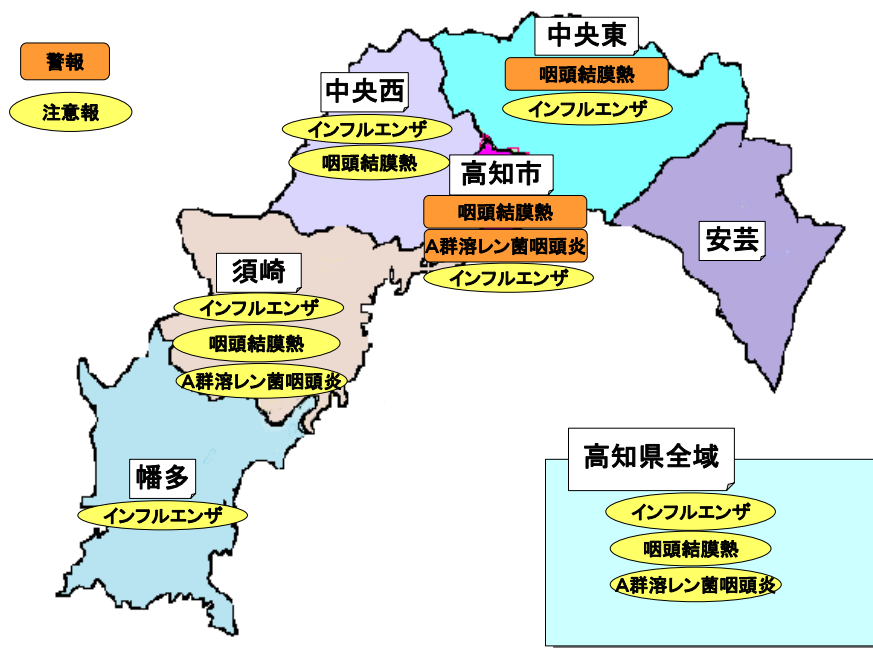 警報
注意報
中央東
咽頭結膜熱
インフルエンザ
中央西
インフルエンザ
咽頭結膜熱
高知市
咽頭結膜熱
A群溶レン菌咽頭炎
インフルエンザ
安芸
須崎
インフルエンザ
咽頭結膜熱
A群溶レン菌咽頭炎
幡多
インフルエンザ
高知県全域
インフルエンザ
咽頭結膜熱
A群溶レン菌咽頭炎